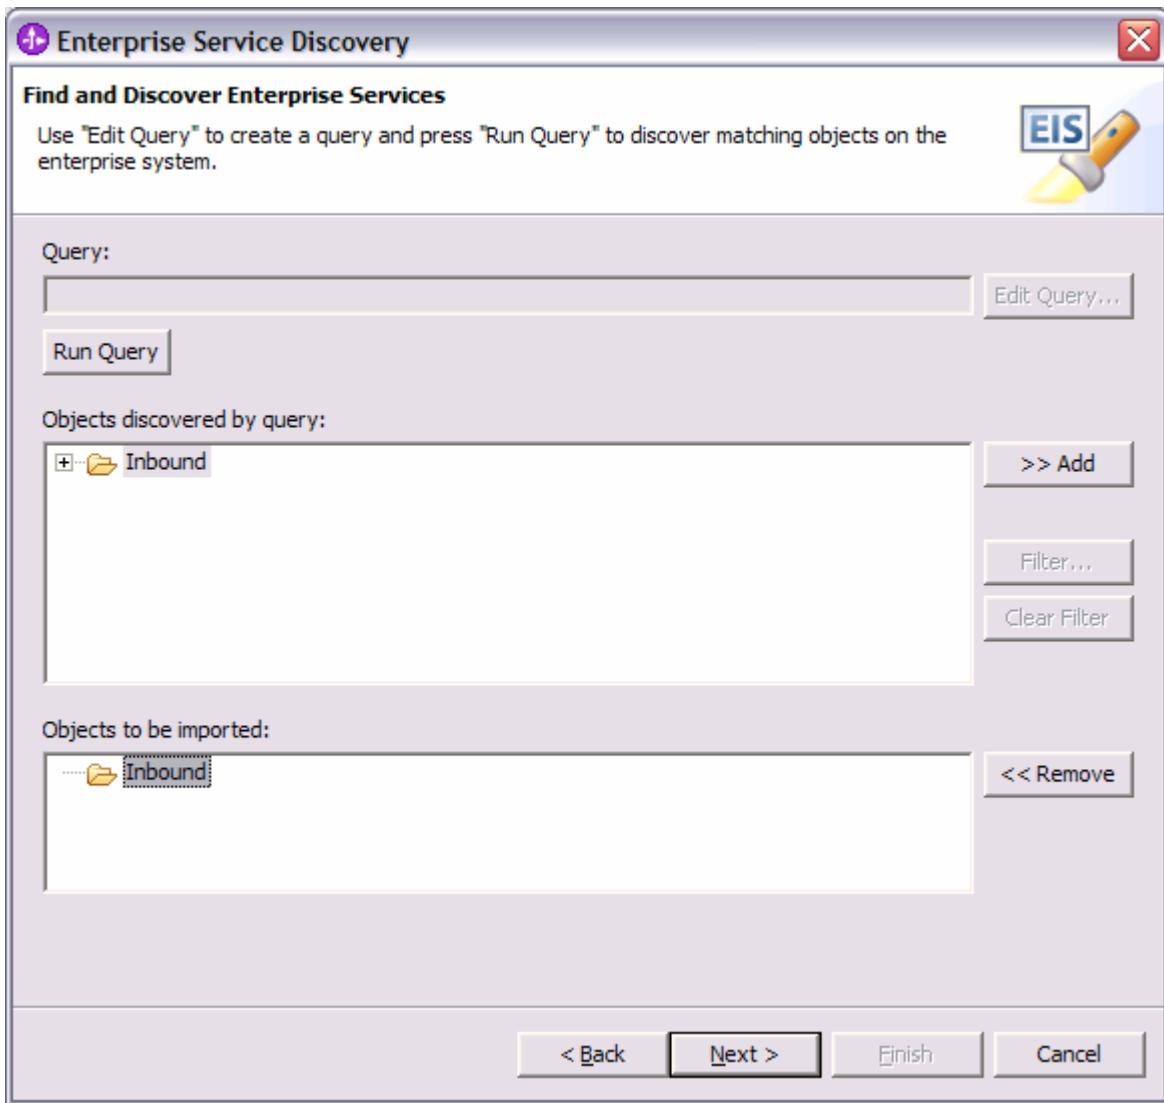 Enterprise Service Discovery
Find and Discover Enterprise Services
Use "Edit Query" to create a query and press "Run Query" to discover matching objects on the
enterprise system.
EIS
Query:
Edit Query...
Run Query
Objects discovered by query:
Inbound
>> Add
Filter...
Clear Filter
Objects to be imported:
Inbound
<< Remove
< Back
Next >
Finish
Cancel